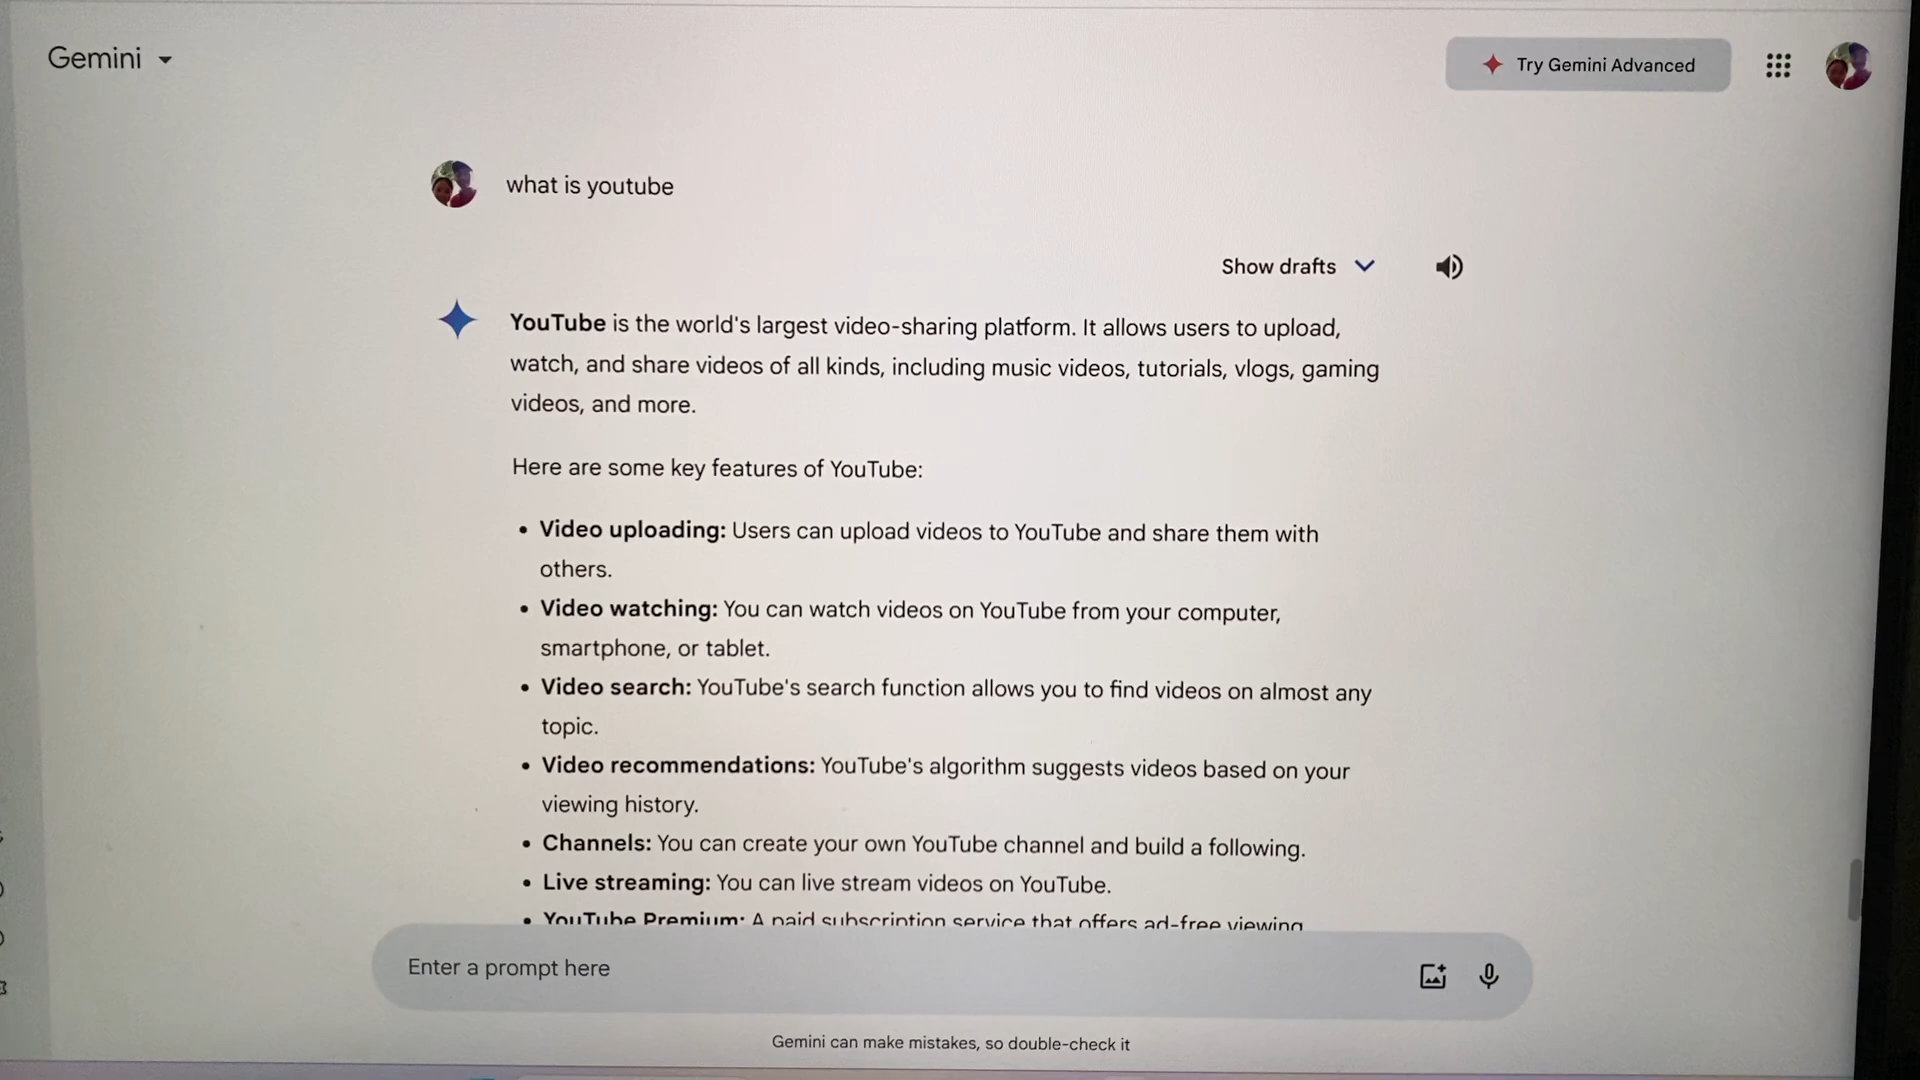 Gemini
Try Gemini Advanced
what is youtube
Show drafts
YouTube is the world's largest video-sharing platform. It allows users to upload,
watch, and share videos of all kinds, including music videos, tutorials, vlogs, gaming
videos, and more.
Here are some key features of YouTube:
• Video uploading: Users can upload videos to YouTube and share them with
others.
• Video watching: You can watch videos on YouTube from your computer,
smartphone, or tablet.
• Video search: YouTube's search function allows you to find videos on almost any
topic.
• Video recommendations: YouTube's algorithm suggests videos based on your
viewing history.
• Channels: You can create your own YouTube channel and build a following.
• Live streaming: You can live stream videos on YouTube.
• YouTube Premium: A paid subscription service that offers ad-free viewing
Enter a prompt here
Gemini can make mistakes, so double-check it